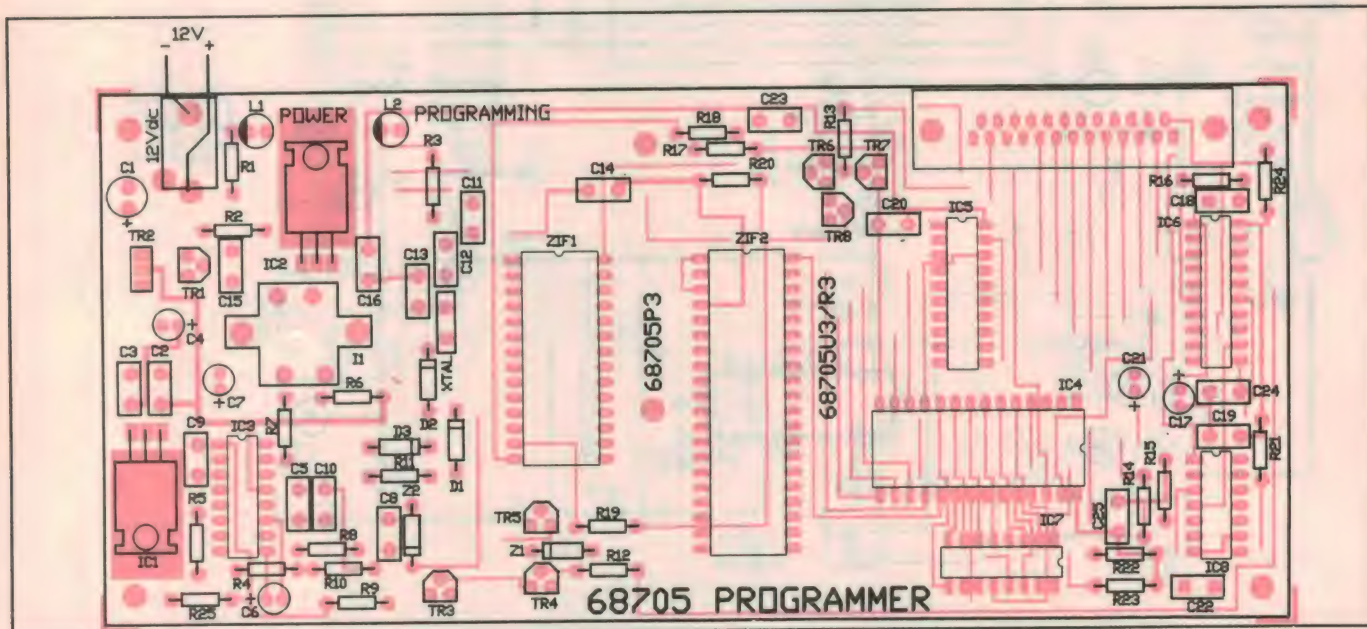 12V
- +
12Vdc
L1
POWER
L2
PROGRAMMING
C1
R1
R3
R18
C23
R13
R17
TR6
TR7
R20
C14
C11
R2
TR2
TR1
C15
IC2
C16
C13
C12
TR8
C20
IC5
R16
R24
C18
IC6
ZIF1
ZIF2
68705P3
68705U3/R3
+
C4
C3
C2
+
C7
I1
XTAL
R6
R7
D2
D3
D1
R11
Z2
C9
IC3
R5
C5
C10
C8
IC1
R8
R4
R10
R25
+
C6
R9
TR3
TR5
Z1
TR4
R19
R12
IC4
C21
+
+
C17
C24
C19
R21
R15
R14
C25
IC7
R22
R23
IC8
C22
68705 PROGRAMMER